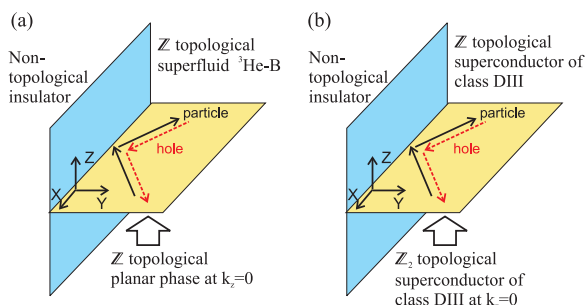 (a)
Non-
topological
insulator
ℤ topological
superfluid ³He-B
particle
hole
Z
X
Y
ℤ topological
planar phase at k_z=0
(b)
Non-
topological
insulator
ℤ topological
superconductor of
class DIII
particle
hole
Z
X
Y
ℤ₂ topological
superconductor of
class DIII at k_z=0